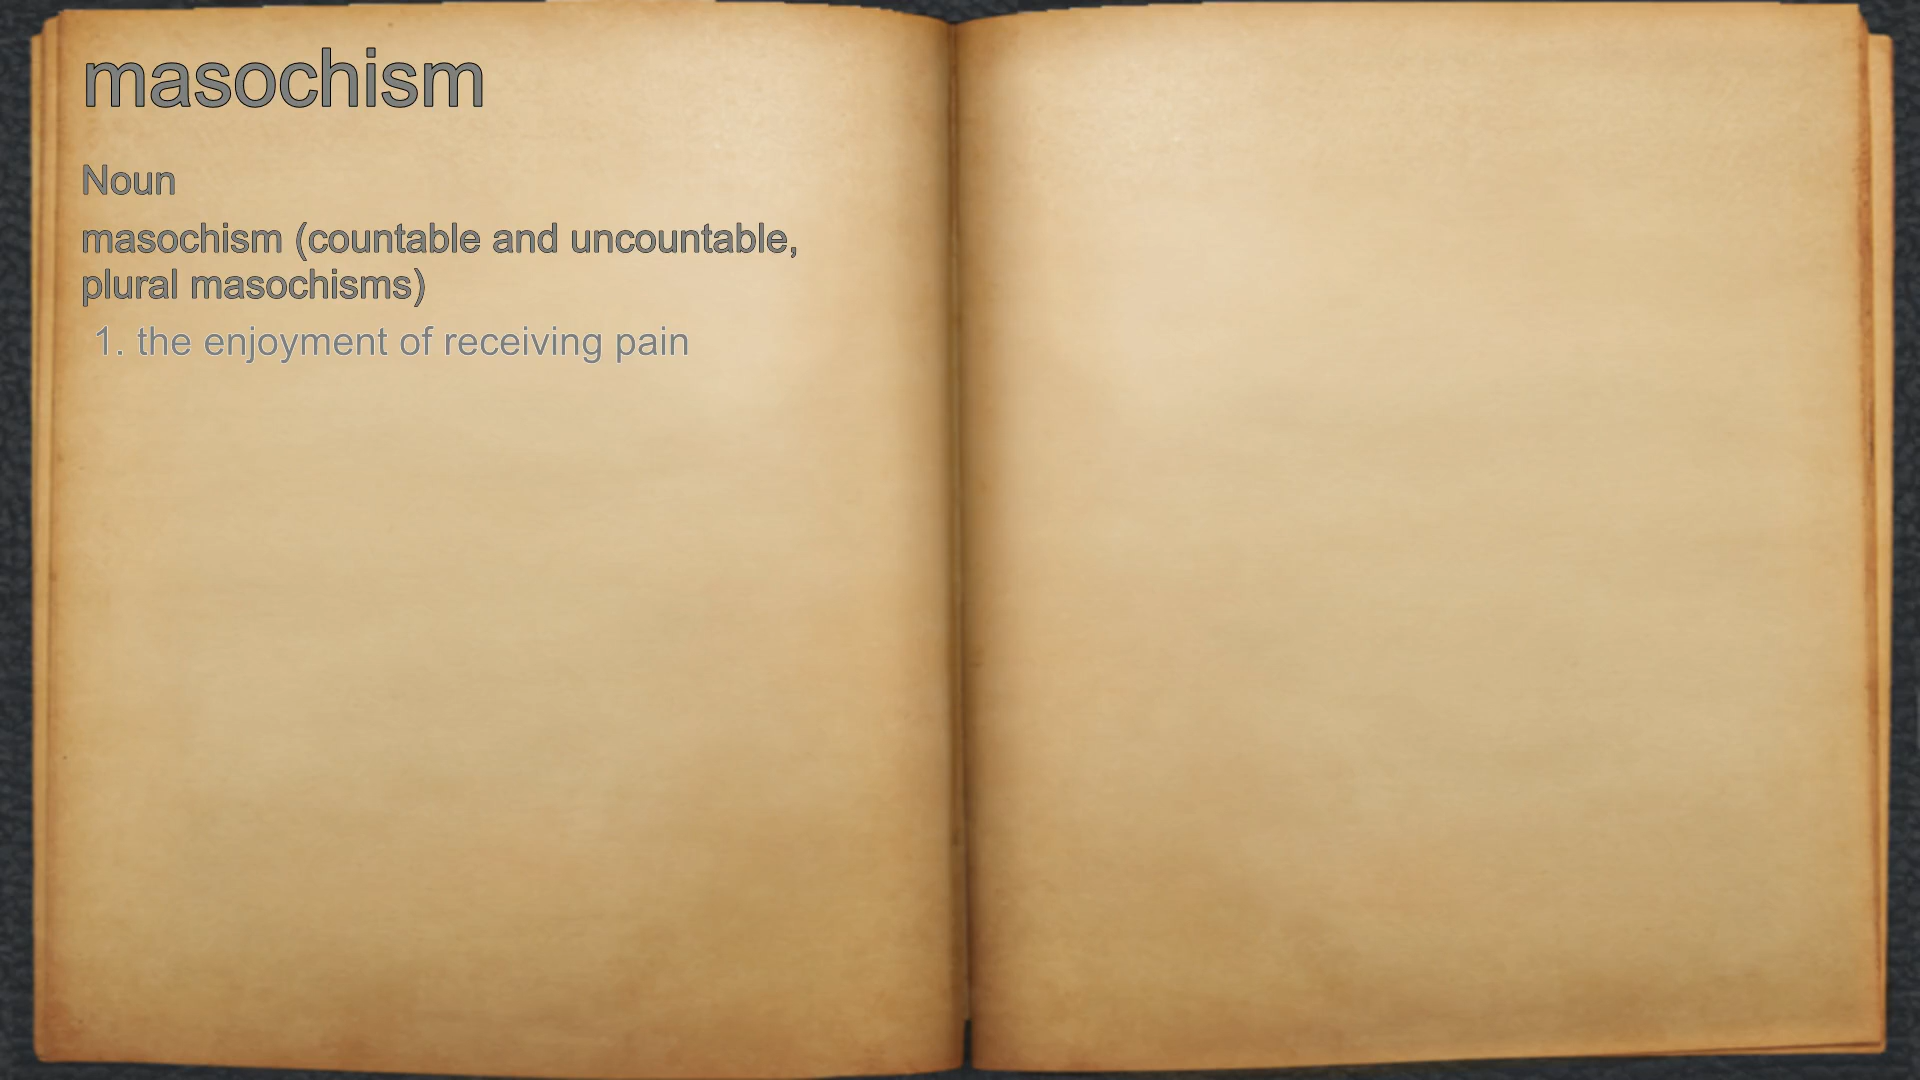 masochism
Noun
masochism (countable and uncountable,
plural masochisms)
1. the enjoyment of receiving pain